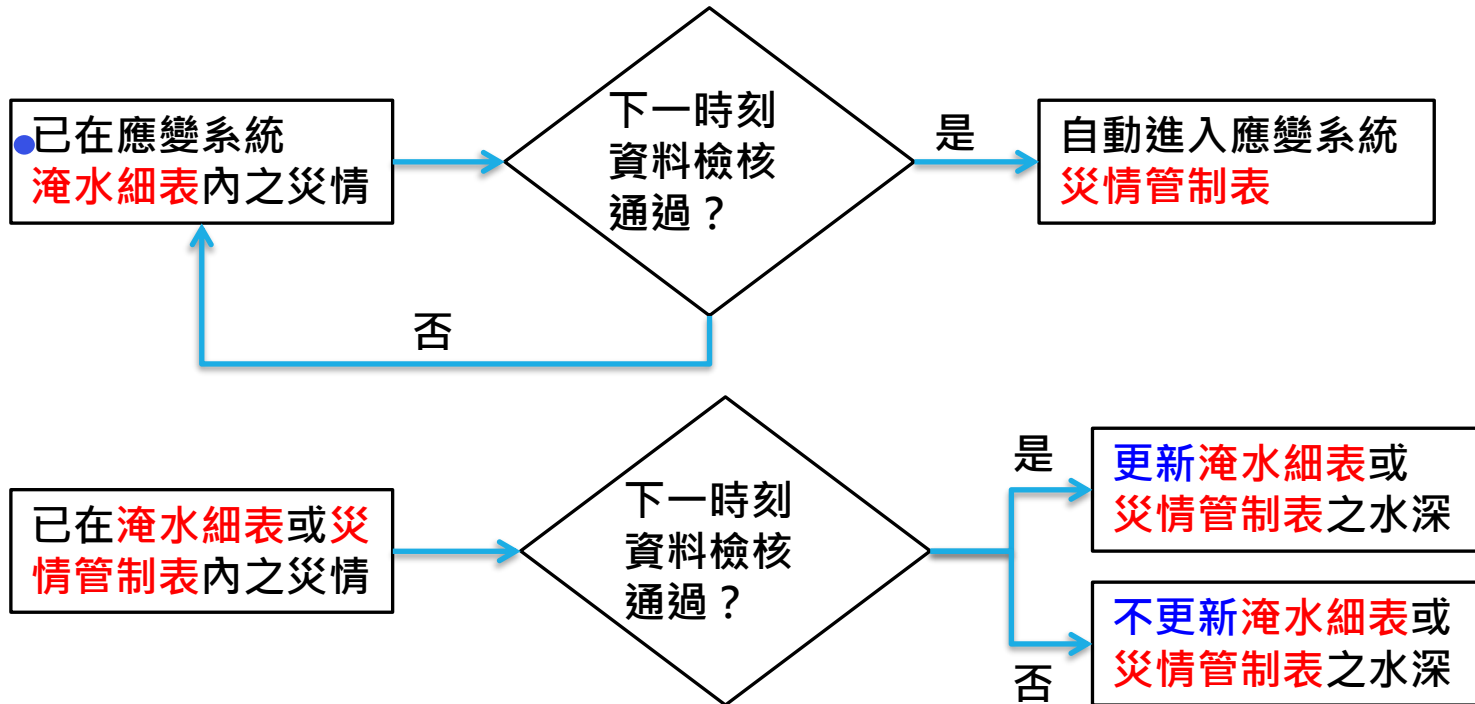 已在應變系統
淹水細表內之災情
下一時刻
資料檢核
通過？
是
自動進入應變系統
災情管制表
否
已在淹水細表或災
情管制表內之災情
下一時刻
資料檢核
通過？
是
更新淹水細表或
災情管制表之水深
不更新淹水細表或
災情管制表之水深
否